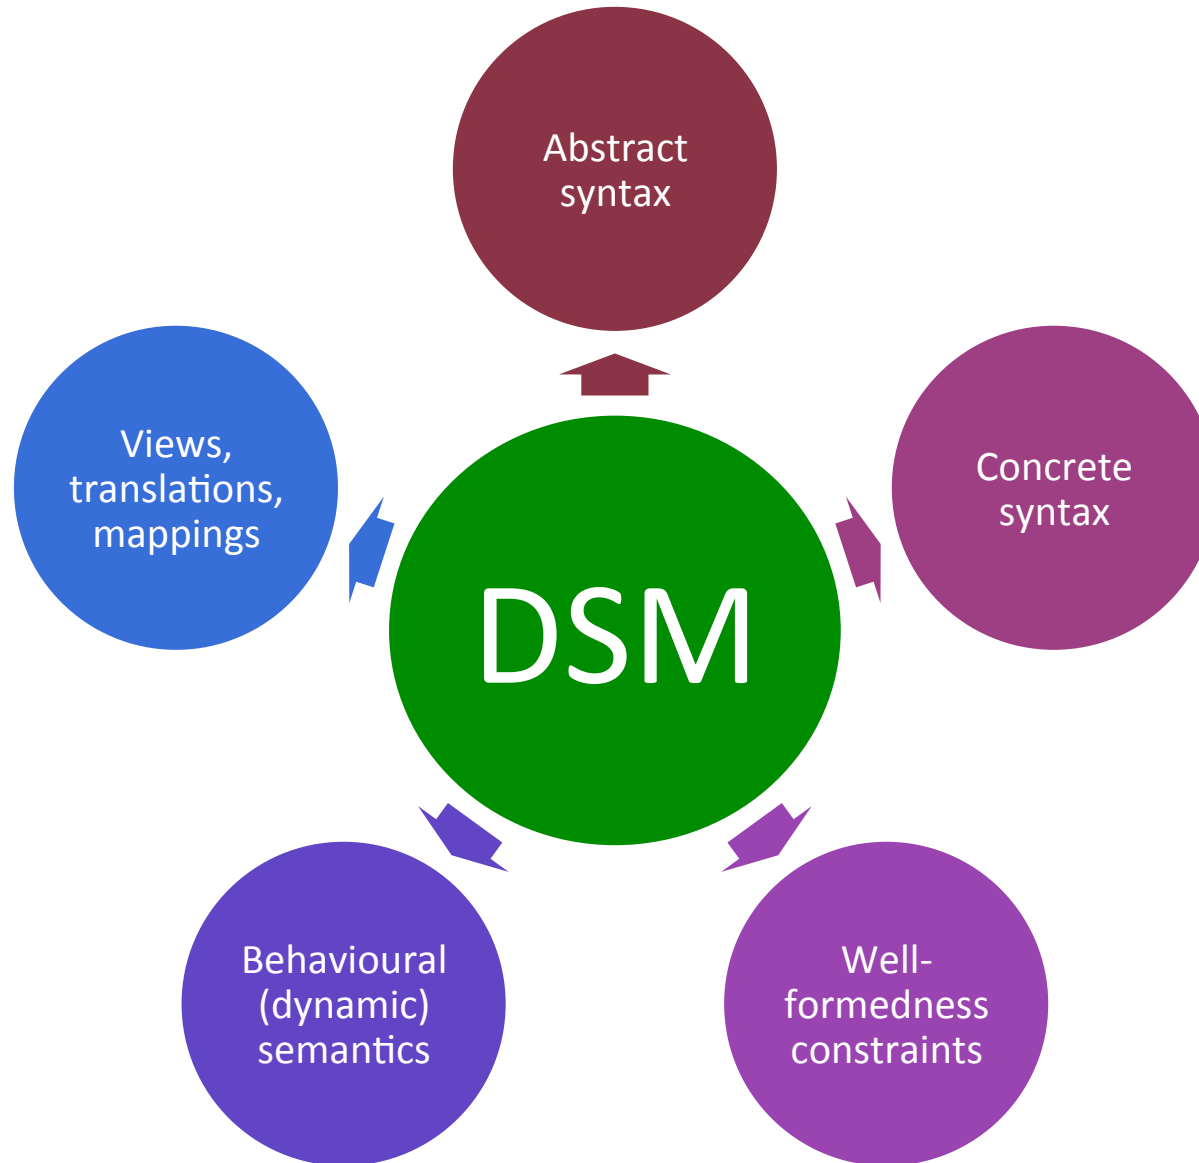 Abstract
syntax
Views,
translations,
mappings
Concrete
syntax
DSM
Behavioural
(dynamic)
semantics
Well-
formedness
constraints